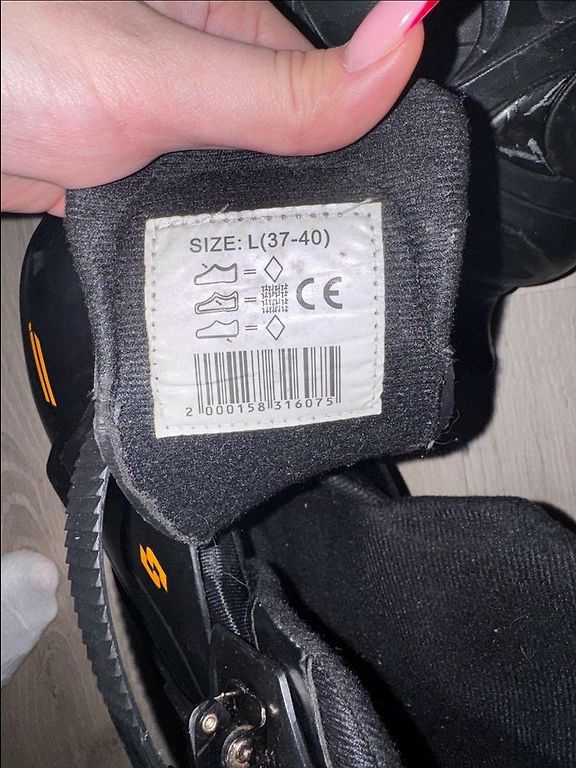 SIZE: L(37-40)
=
= CE
=
2 000158 316075